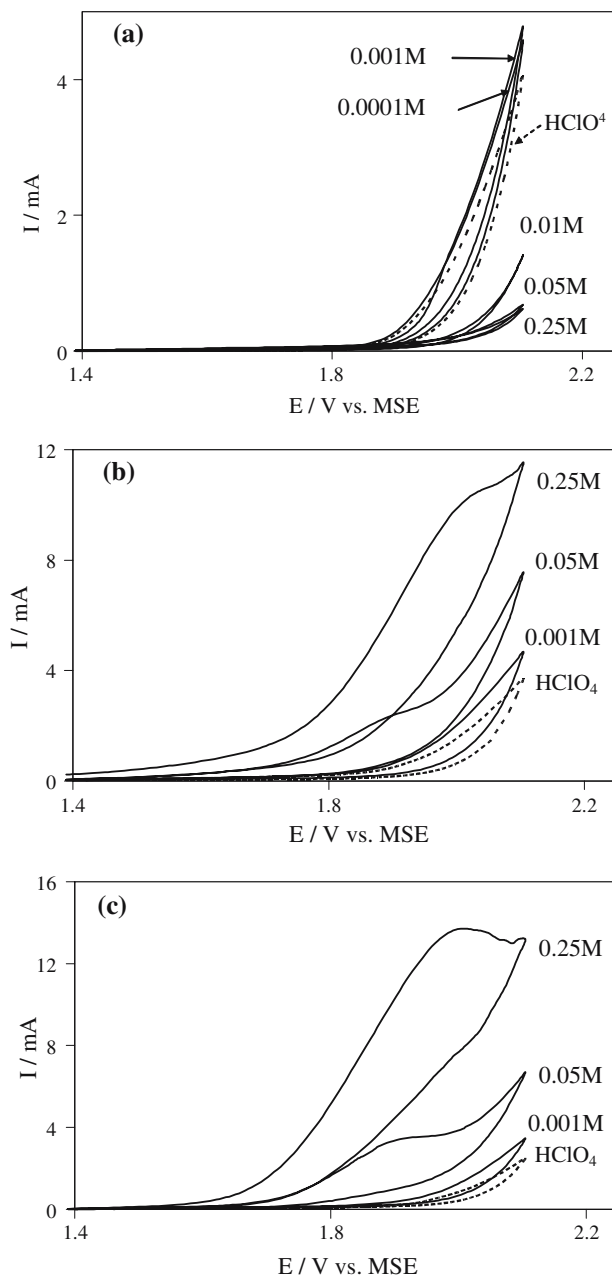 (a)
4
2
0
I / mA
0.001M
0.0001M
HClO⁴
0.01M
0.05M
0.25M
1.4 1.8 2.2
E / V vs. MSE
(b)
12
8
4
0
I / mA
0.25M
0.05M
0.001M
HClO₄
1.4 1.8 2.2
E / V vs. MSE
(c)
16
12
8
4
0
I / mA
0.25M
0.05M
0.001M
HClO₄
1.4 1.8 2.2
E / V vs. MSE